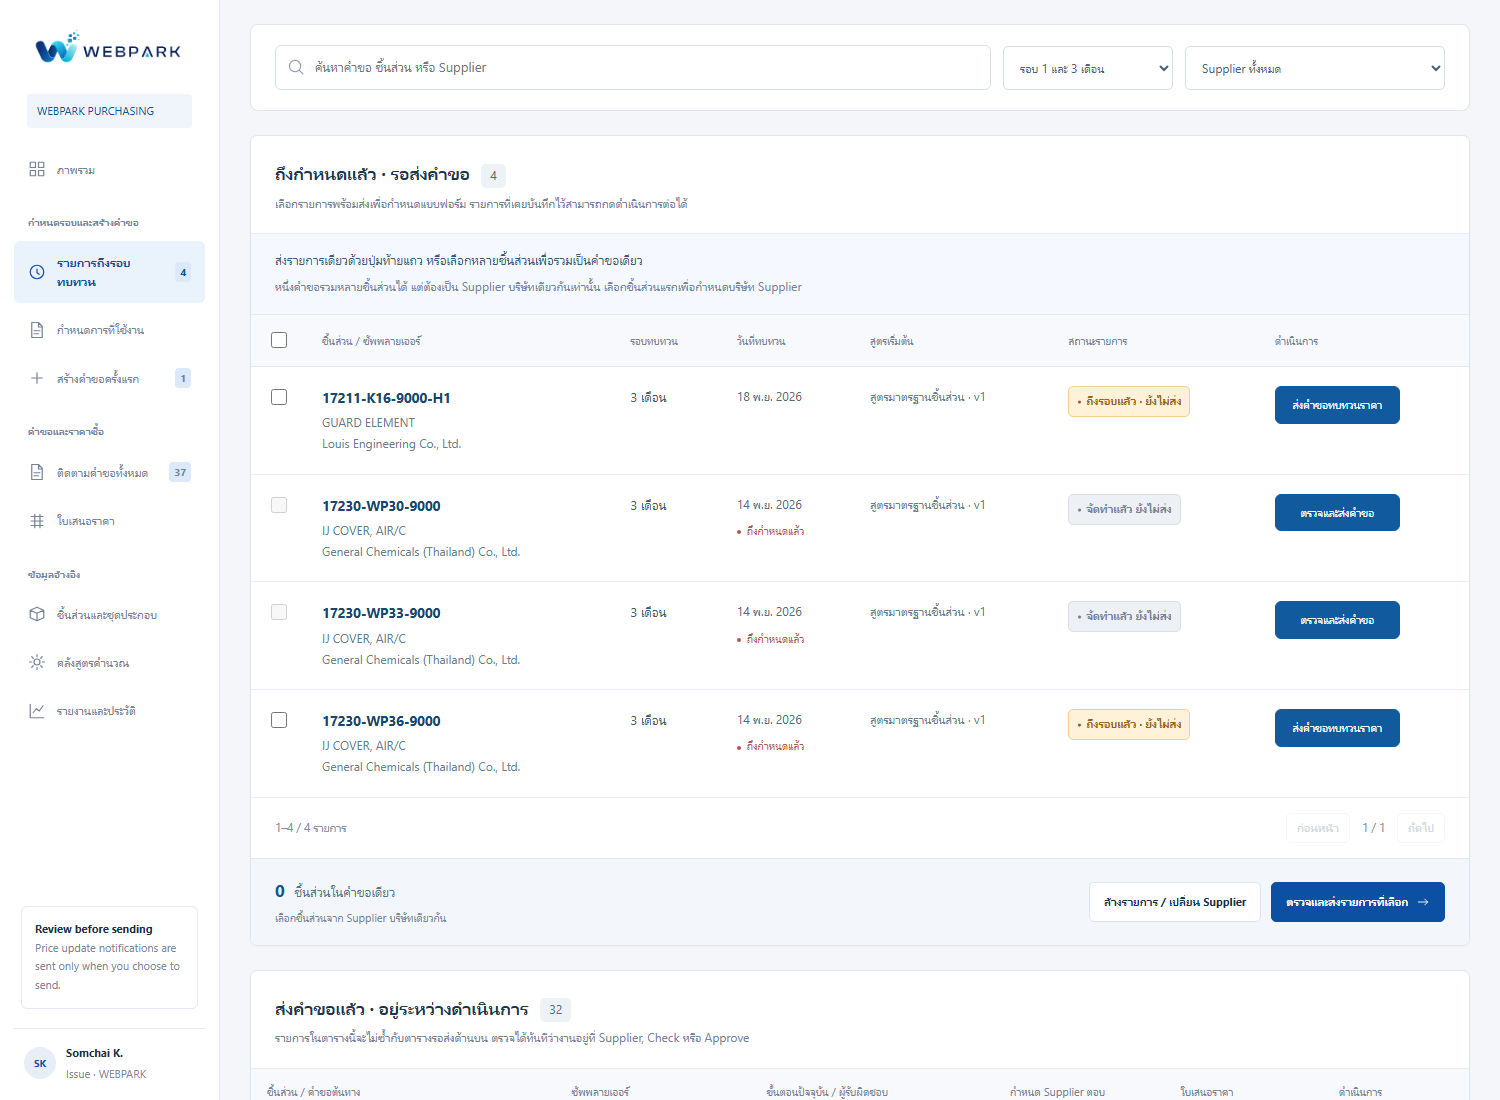 WEBPARK
WEBPARK PURCHASING
ภาพรวม
กำหนดรอบและสร้างคำขอ
รายการถึงรอบ
ทบทวน
4
กำหนดการที่ใช้งาน
สร้างคำขอครั้งแรก
1
คำขอและราคาซื้อ
ติดตามคำขอทั้งหมด
37
ใบเสนอราคา
ข้อมูลอ้างอิง
ชิ้นส่วนและชุดประกอบ
คลังสูตรคำนวณ
รายงานและประวัติ
Review before sending
Price update notifications are
sent only when you choose to
send.
SK
Somchai K.
Issue · WEBPARK
ค้นหาคำขอ ชิ้นส่วน หรือ Supplier
รอบ 1 และ 3 เดือน
Supplier ทั้งหมด
ถึงกำหนดแล้ว · รอส่งคำขอ 4
เลือกรายการพร้อมส่งเพื่อกำหนดแบบฟอร์ม รายการที่เคยบันทึกไว้สามารถกดดำเนินการต่อได้
ส่งรายการเดียวด้วยปุ่มท้ายแถว หรือเลือกหลายชิ้นส่วนเพื่อรวมเป็นคำขอเดียว
หนึ่งคำขอรวมหลายชิ้นส่วนได้ แต่ต้องเป็น Supplier บริษัทเดียวกันเท่านั้น เลือกชิ้นส่วนแรกเพื่อกำหนดบริษัท Supplier
ชิ้นส่วน / ซัพพลายเออร์ รอบทบทวน วันที่ทบทวน สูตรเริ่มต้น สถานะรายการ ดำเนินการ
17211-K16-9000-H1 3 เดือน 18 พ.ย. 2026 สูตรมาตรฐานชิ้นส่วน · v1 • ถึงรอบแล้ว · ยังไม่ส่ง ส่งคำขอทบทวนราคา
GUARD ELEMENT
Louis Engineering Co., Ltd.
17230-WP30-9000 3 เดือน 14 พ.ย. 2026 สูตรมาตรฐานชิ้นส่วน · v1 • จัดทำแล้ว ยังไม่ส่ง ตรวจและส่งคำขอ
IJ COVER, AIR/C • ถึงกำหนดแล้ว
General Chemicals (Thailand) Co., Ltd.
17230-WP33-9000 3 เดือน 14 พ.ย. 2026 สูตรมาตรฐานชิ้นส่วน · v1 • จัดทำแล้ว ยังไม่ส่ง ตรวจและส่งคำขอ
IJ COVER, AIR/C • ถึงกำหนดแล้ว
General Chemicals (Thailand) Co., Ltd.
17230-WP36-9000 3 เดือน 14 พ.ย. 2026 สูตรมาตรฐานชิ้นส่วน · v1 • ถึงรอบแล้ว · ยังไม่ส่ง ส่งคำขอทบทวนราคา
IJ COVER, AIR/C • ถึงกำหนดแล้ว
General Chemicals (Thailand) Co., Ltd.
1–4 / 4 รายการ ก่อนหน้า 1 / 1 ถัดไป
0 ชิ้นส่วนในคำขอเดียว
เลือกชิ้นส่วนจาก Supplier บริษัทเดียวกัน
ล้างรายการ / เปลี่ยน Supplier ตรวจและส่งรายการที่เลือก →
ส่งคำขอแล้ว · อยู่ระหว่างดำเนินการ 32
รายการในตารางนี้จะไม่ซ้ำกับตารางรอส่งด้านบน ตรวจได้ทันทีว่างานอยู่ที่ Supplier, Check หรือ Approve
ชิ้นส่วน / คำขอต้นทาง ซัพพลายเออร์ ขั้นตอนปัจจุบัน / ผู้รับผิดชอบ กำหนด Supplier ตอบ ใบเสนอราคา ดำเนินการ